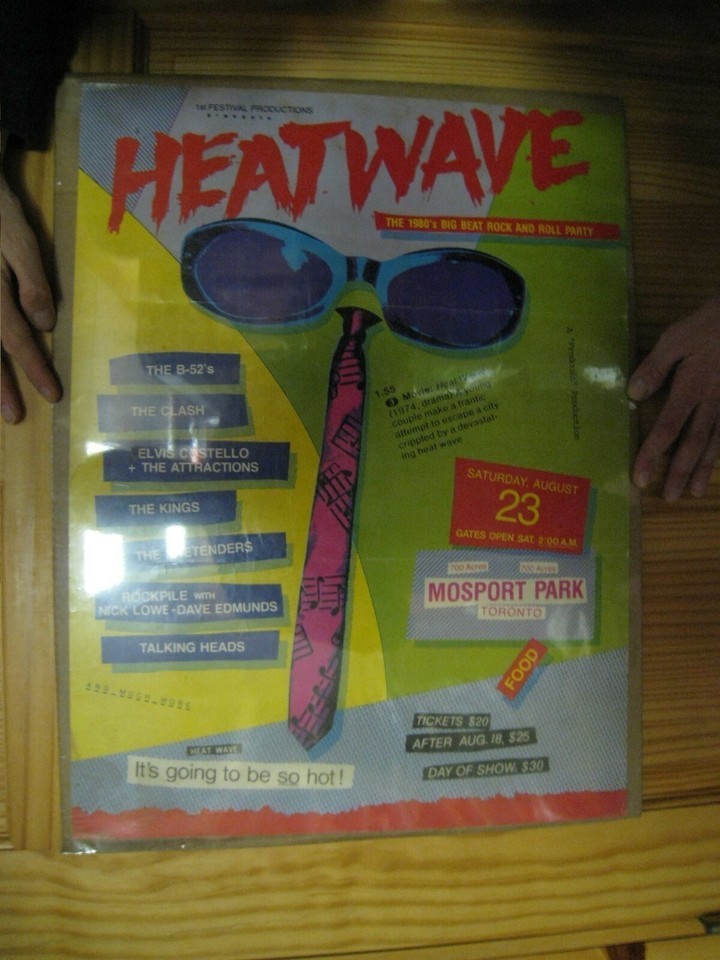 1st FESTIVAL PRODUCTIONS
presents
HEATWAVE
THE 1980's BIG BEAT ROCK AND ROLL PARTY
THE B-52's
THE CLASH
ELVIS COSTELLO
+ THE ATTRACTIONS
THE KINGS
THE PRETENDERS
ROCKPILE WITH
NICK LOWE • DAVE EDMUNDS
TALKING HEADS
1.55
3 Movie: Heat Wave
(1974, drama) A young
couple make a frantic
attempt to escape a city
crippled by a devastat-
ing heat wave
SATURDAY, AUGUST
23
GATES OPEN SAT. 2:00 A.M.
700 Acres 700 Acres
MOSPORT PARK
TORONTO
FOOD
TICKETS $20
AFTER AUG. 18, $25
DAY OF SHOW, $30
HEAT WAVE
It's going to be so hot!